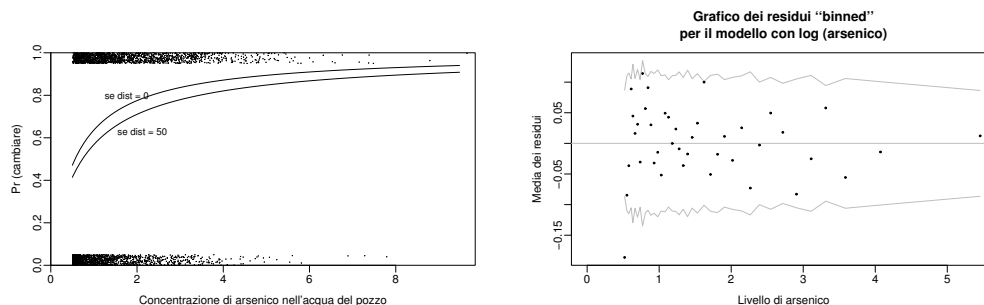 Pr (cambiare)
1.0
0.8
0.6
0.4
0.2
0.0
se dist = 0
se dist = 50
0 2 4 6 8
Concentrazione di arsenico nell'acqua del pozzo
Grafico dei residui “binned”
per il modello con log (arsenico)
Media dei residui
0.05
−0.05
−0.15
0 1 2 3 4 5
Livello di arsenico